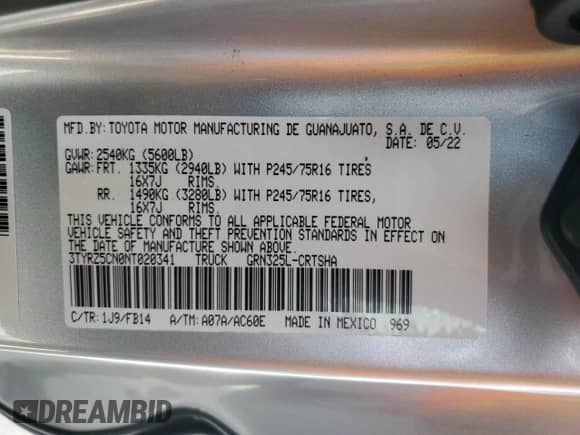 MFD.BY:TOYOTA MOTOR MANUFACTURING DE GUANAJUATO, S.A. DE C.V.
DATE: 05/22
GVWR:2540KG (5600LB)
GAWR:FRT. 1335KG (2940LB) WITH P245/75R16 TIRES
16X7J RIMS.
RR. 1490KG (3280LB) WITH P245/75R16 TIRES,
16X7J RIMS.
THIS VEHICLE CONFORMS TO ALL APPLICABLE FEDERAL MOTOR
VEHICLE SAFETY AND THEFT PREVENTION STANDARDS IN EFFECT ON
THE DATE OF MANUFACTURE SHOWN ABOVE.
3TYRZ5CN0NT020341 TRUCK GRN325L-CRTSHA
C/TR:1J9/FB14 A/TM:A07A/AC60E MADE IN MEXICO 969
DREAMBID